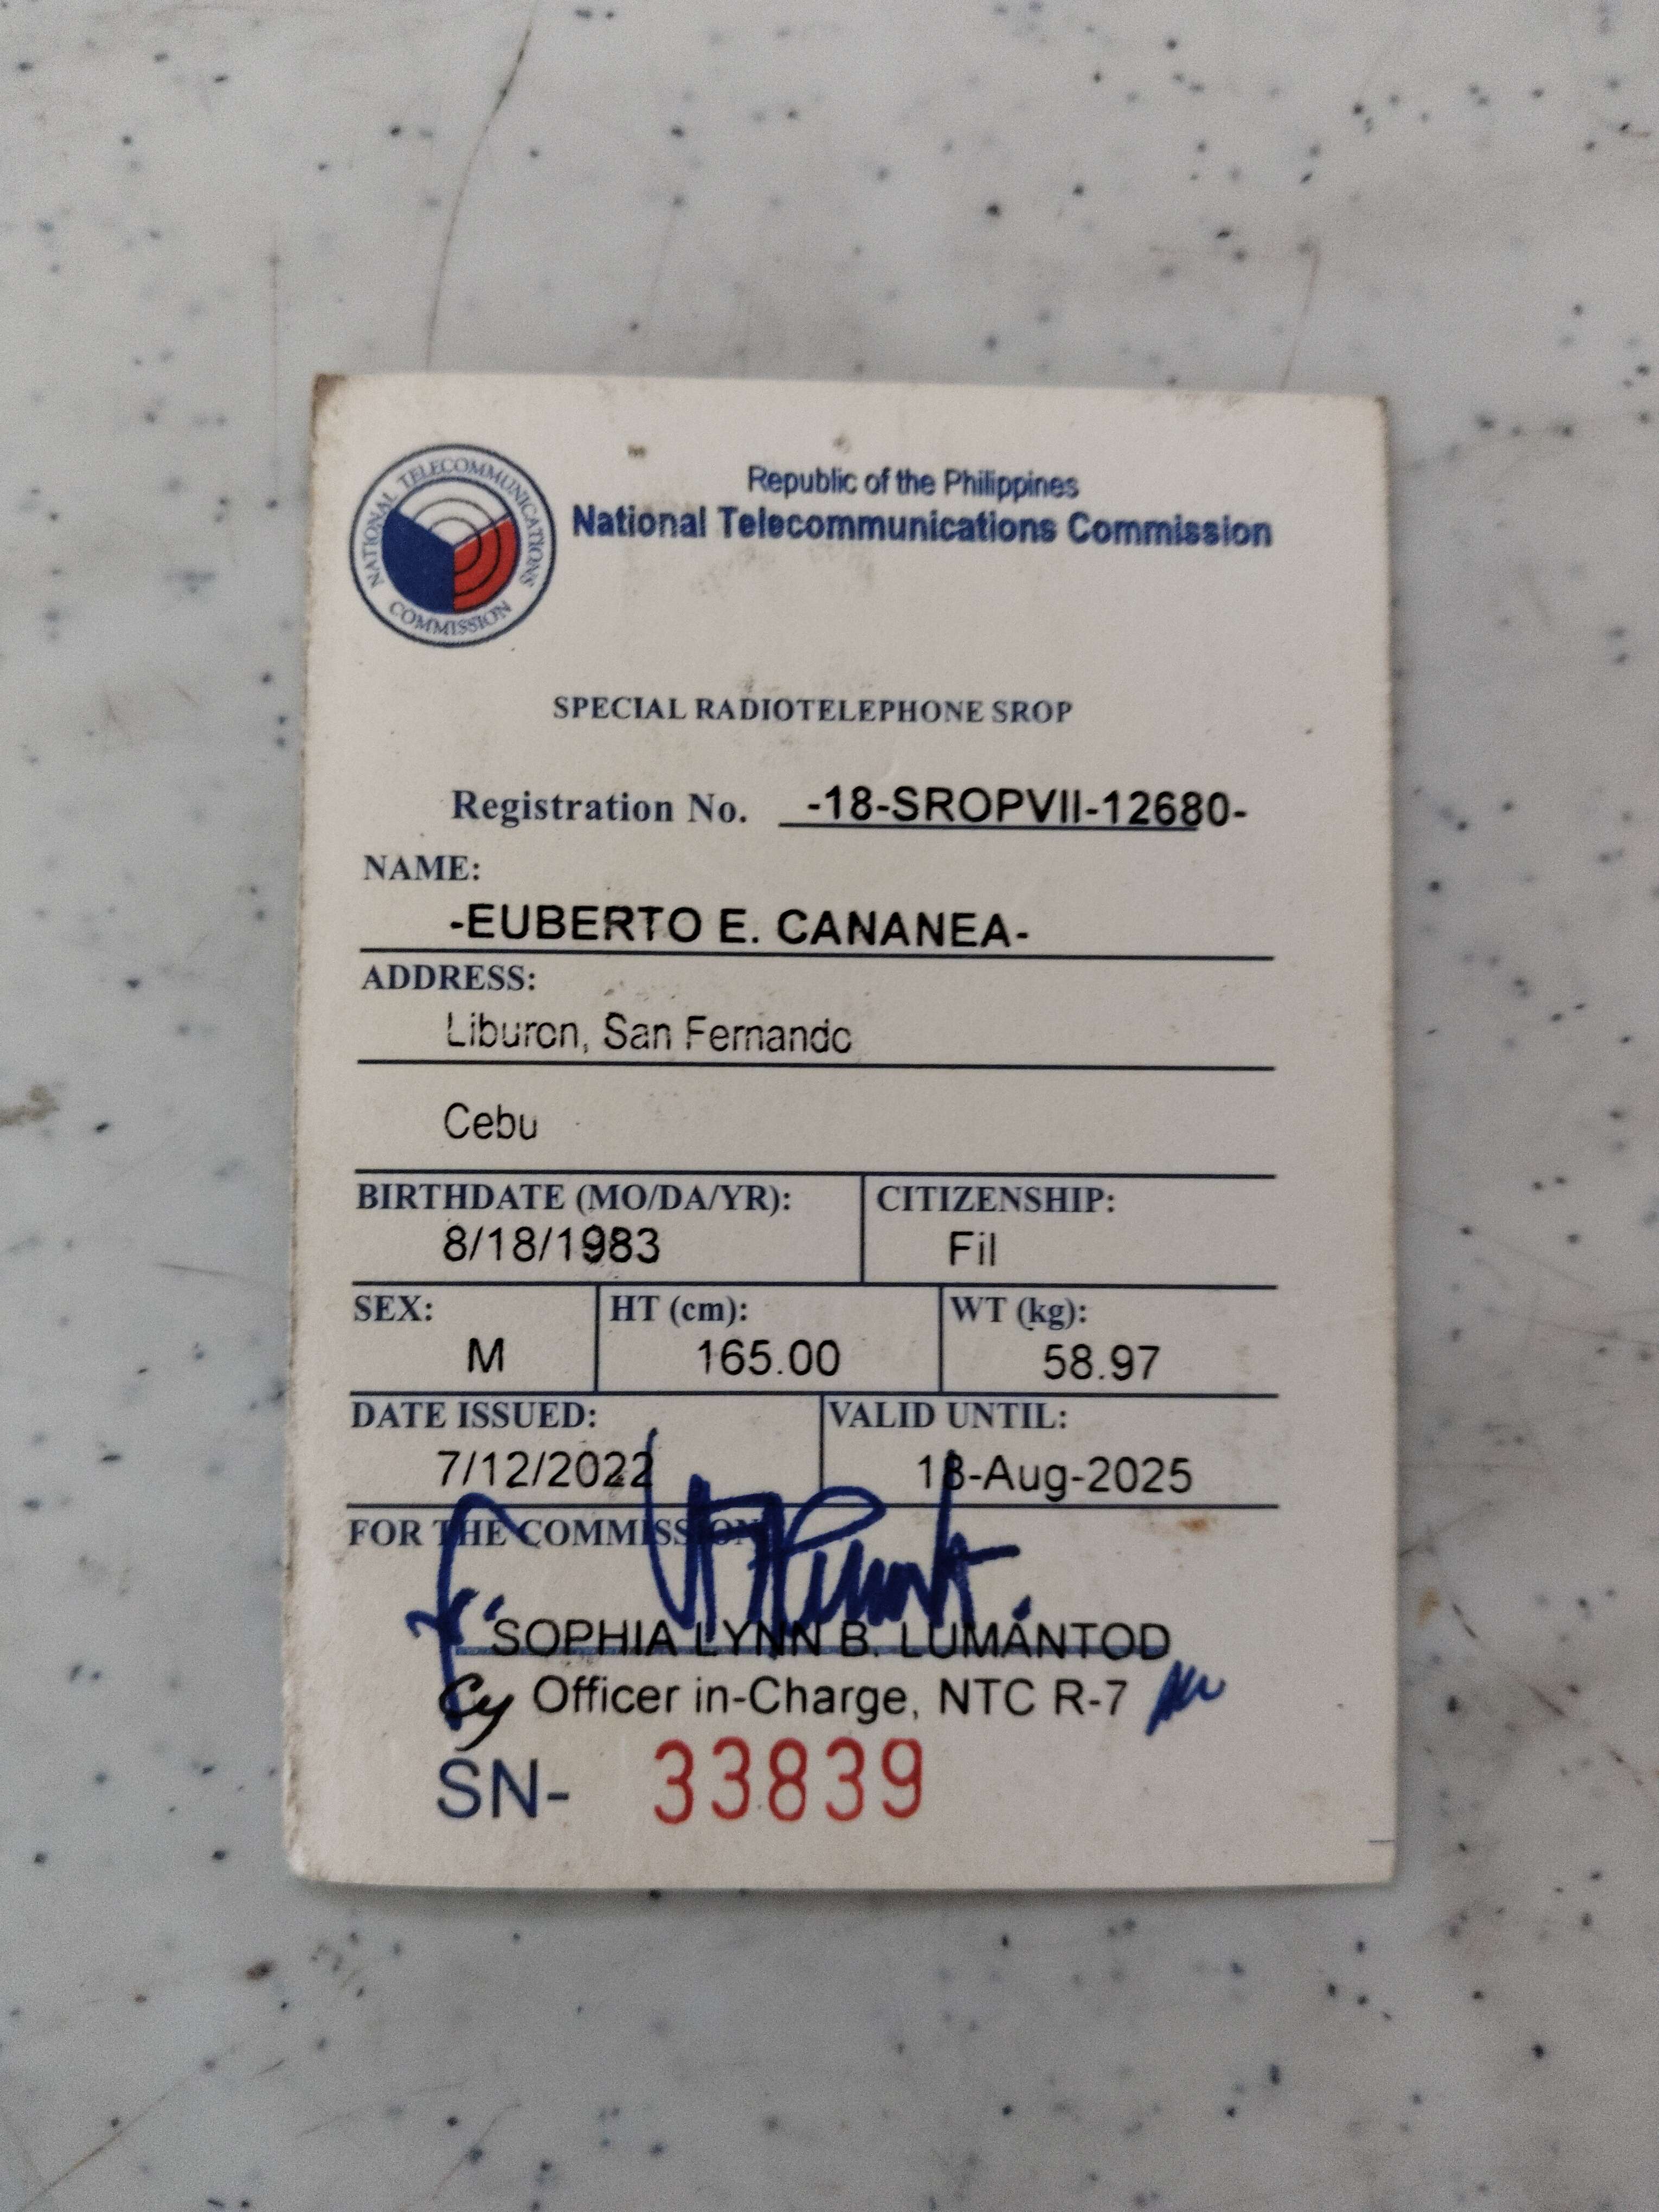 NATIONAL TELECOMMUNICATIONS COMMISSION
Republic of the Philippines
National Telecommunications Commission
SPECIAL RADIOTELEPHONE SROP
Registration No. -18-SROPVII-12680-
NAME:
-EUBERTO E. CANANEA-
ADDRESS:
Liburon, San Fernando
Cebu
BIRTHDATE (MO/DA/YR): CITIZENSHIP:
8/18/1983 Fil
SEX: HT (cm): WT (kg):
M 165.00 58.97
DATE ISSUED: VALID UNTIL:
7/12/2022 18-Aug-2025
FOR THE COMMISSION
SOPHIA LYNN B. LUMANTOD
Officer in-Charge, NTC R-7
SN- 33839